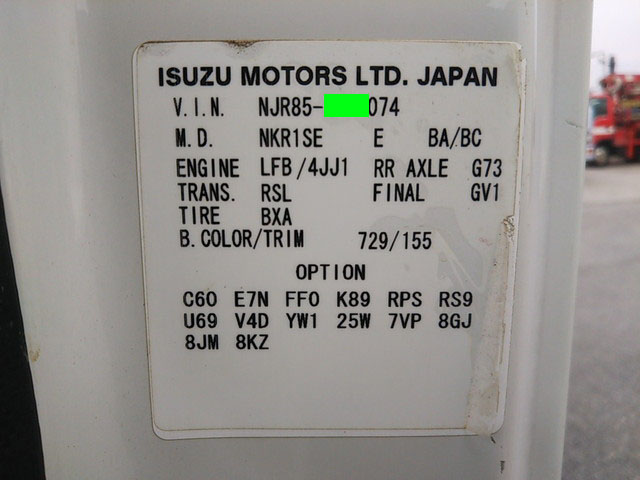 ISUZU MOTORS LTD. JAPAN
V.I.N. NJR85- 074
M.D. NKR1SE E BA/BC
ENGINE LFB/4JJ1 RR AXLE G73
TRANS. RSL FINAL GV1
TIRE BXA
B.COLOR/TRIM 729/155
OPTION
C60 E7N FF0 K89 RPS RS9
U69 V4D YW1 25W 7VP 8GJ
8JM 8KZ